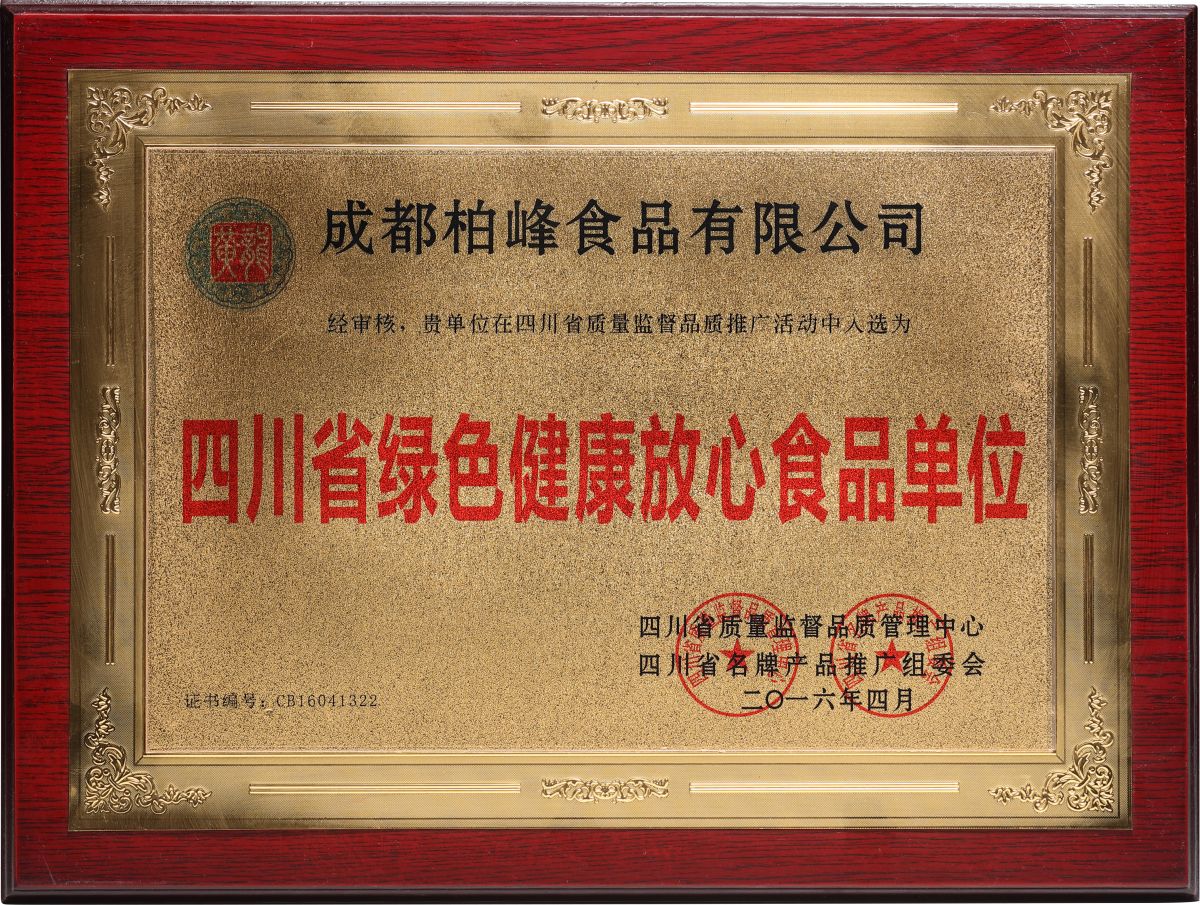 成都柏峰食品有限公司
经审核，贵单位在四川省质量监督品质推广活动中入选为
四川省绿色健康放心食品单位
四川省质量监督品质管理中心
四川省名牌产品推广组委会
二〇一六年四月
证书编号：CB16041322